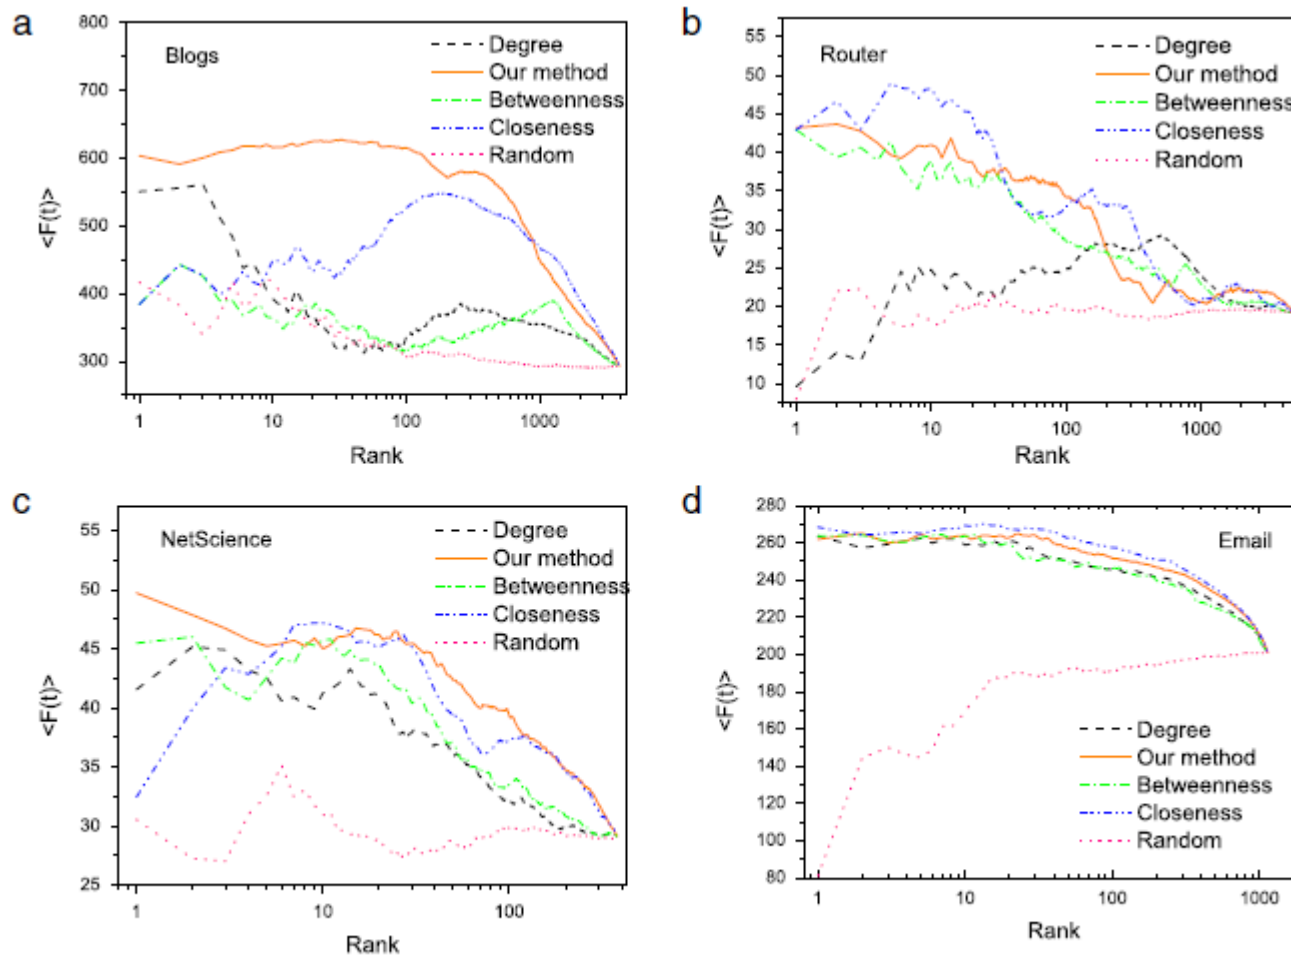 a
Blogs
Degree
Our method
Betweenness
Closeness
Random
800
700
600
500
400
300
<F(t)>
1
10
100
1000
Rank
b
Router
Degree
Our method
Betweenness
Closeness
Random
55
50
45
40
35
30
25
20
15
10
<F(t)>
1
10
100
1000
Rank
c
NetScience
Degree
Our method
Betweenness
Closeness
Random
55
50
45
40
35
30
25
<F(t)>
1
10
100
Rank
d
Email
280
260
240
220
200
180
160
140
120
100
80
<F(t)>
Degree
Our method
Betweenness
Closeness
Random
1
10
100
1000
Rank